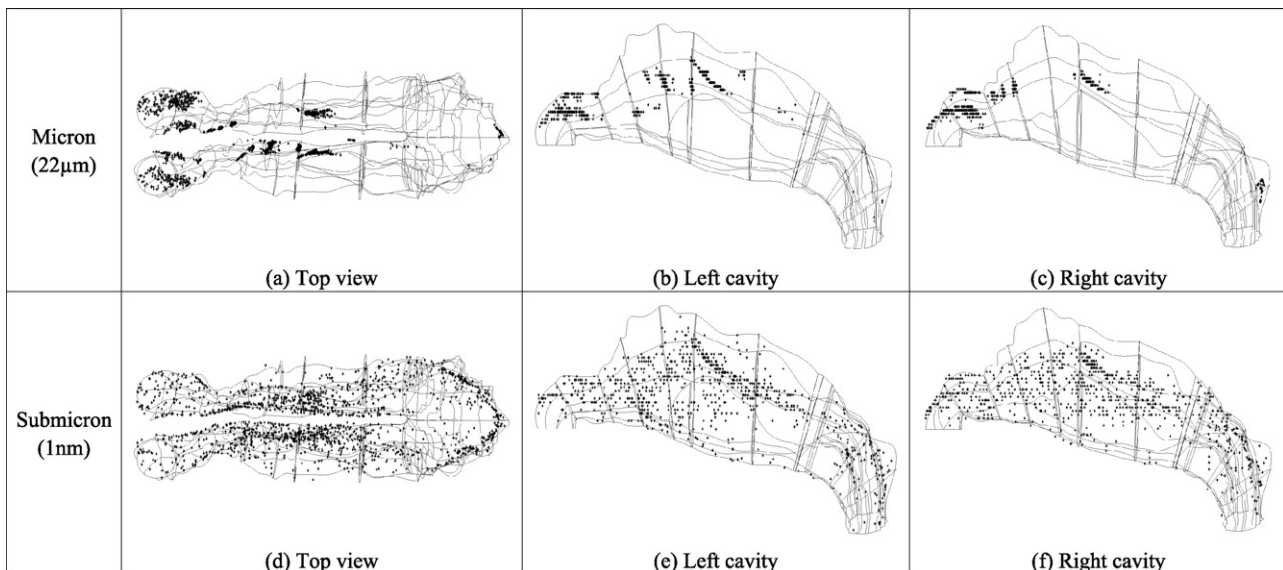 Micron
(22µm)
(a) Top view
(b) Left cavity
(c) Right cavity
Submicron
(1nm)
(d) Top view
(e) Left cavity
(f) Right cavity